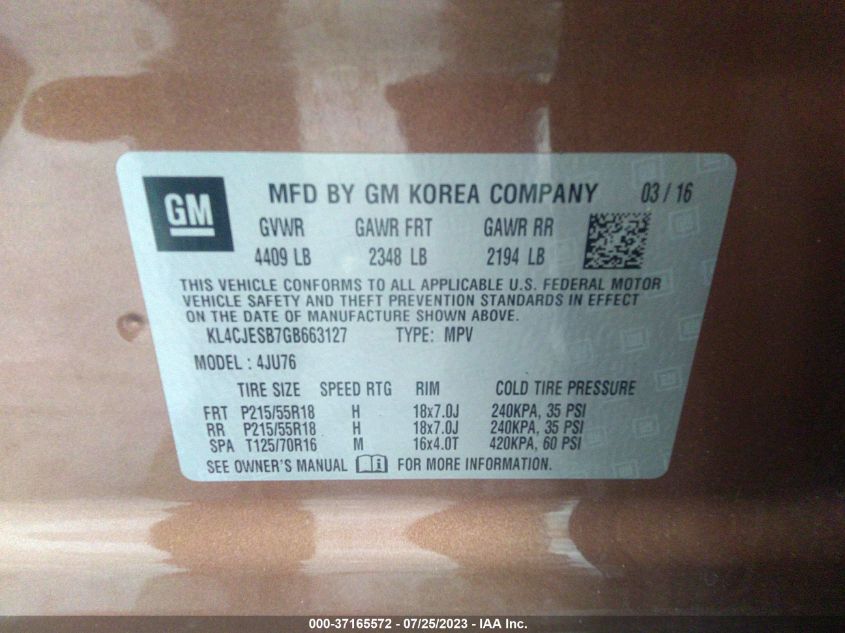 GM
MFD BY GM KOREA COMPANY 03 / 16
GVWR GAWR FRT GAWR RR
4409 LB 2348 LB 2194 LB
THIS VEHICLE CONFORMS TO ALL APPLICABLE U.S. FEDERAL MOTOR
VEHICLE SAFETY AND THEFT PREVENTION STANDARDS IN EFFECT
ON THE DATE OF MANUFACTURE SHOWN ABOVE.
KL4CJESB7GB663127 TYPE: MPV
MODEL : 4JU76
TIRE SIZE SPEED RTG RIM COLD TIRE PRESSURE
FRT P215/55R18 H 18x7.0J 240KPA, 35 PSI
RR P215/55R18 H 18x7.0J 240KPA, 35 PSI
SPA T125/70R16 M 16x4.0T 420KPA, 60 PSI
SEE OWNER'S MANUAL i FOR MORE INFORMATION.
000-37165572 / 07/25/2023 - IAA Inc.